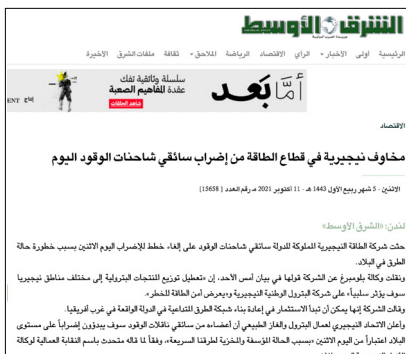 الشرق الأوسط
الرئيسية أولى الأخبار الرأي الاقتصاد الرياضة الملاحق ثقافة ملفات الشرق الأخيرة
أمّا بَعد
سلسلة وثائقية تفك
عقدة المفاهيم الصعبة
شاهد الحلقات
إنتاج ENT
الاقتصاد
مخاوف نيجيرية في قطاع الطاقة من إضراب سائقي شاحنات الوقود اليوم
الاثنين - 5 شهر ربيع الأول 1443 هـ - 11 أكتوبر 2021 مـ رقم العدد [ 15658 ]
لندن: «الشرق الأوسط»
حثت شركة الطاقة النيجيرية المملوكة للدولة سائقي شاحنات الوقود على إلغاء خطط للإضراب اليوم الاثنين بسبب خطورة حالة
الطرق في البلاد.
ونقلت وكالة بلومبرغ عن الشركة قولها في بيان أمس الأحد، إن «تعطيل توزيع المنتجات البترولية إلى مختلف مناطق نيجيريا
سوف يؤثر سلبياً» على شركة البترول الوطنية النيجيرية و«يعرض أمن الطاقة للخطر».
وقالت الشركة إنها يمكن أن تبدأ الاستثمار في إعادة بناء شبكة الطرق المتداعية في الدولة الواقعة في غرب أفريقيا.
وأعلن الاتحاد النيجيري لعمال البترول والغاز الطبيعي أن أعضاءه من سائقي ناقلات الوقود سوف يبدؤون إضراباً على مستوى
البلاد اعتباراً من اليوم الاثنين «بسبب الحالة المؤسفة والمخزية لطرقنا السريعة»، وفقاً لما قاله متحدث باسم النقابة العمالية لوكالة